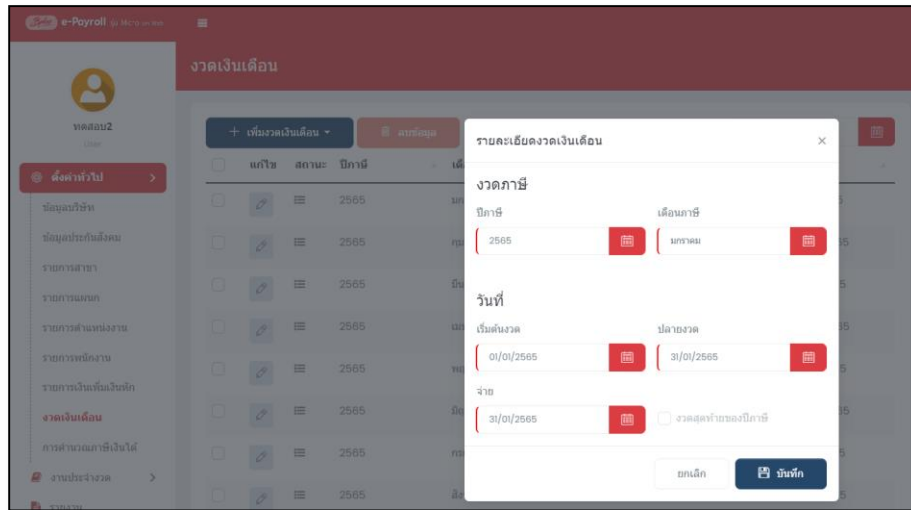 e-Payroll
งวดเงินเดือน
ทดสอบ2
User
ตั้งค่าทั่วไป
ข้อมูลบริษัท
ข้อมูลประกันสังคม
รายการสาขา
รายการแผนก
รายการตำแหน่งงาน
รายการพนักงาน
รายการเงินเพิ่มเงินหัก
งวดเงินเดือน
การคำนวณภาษีเงินได้
งานประจำงวด
รายงาน
+ เพิ่มงวดเงินเดือน
ลบข้อมูล
แก้ไข สถานะ ปีภาษี
2565
2565
2565
2565
2565
2565
2565
2565
รายละเอียดงวดเงินเดือน
งวดภาษี
ปีภาษี เดือนภาษี
2565 มกราคม
วันที่
เริ่มต้นงวด ปลายงวด
01/01/2565 31/01/2565
จ่าย
31/01/2565 งวดสุดท้ายของปีภาษี
ยกเลิก บันทึก